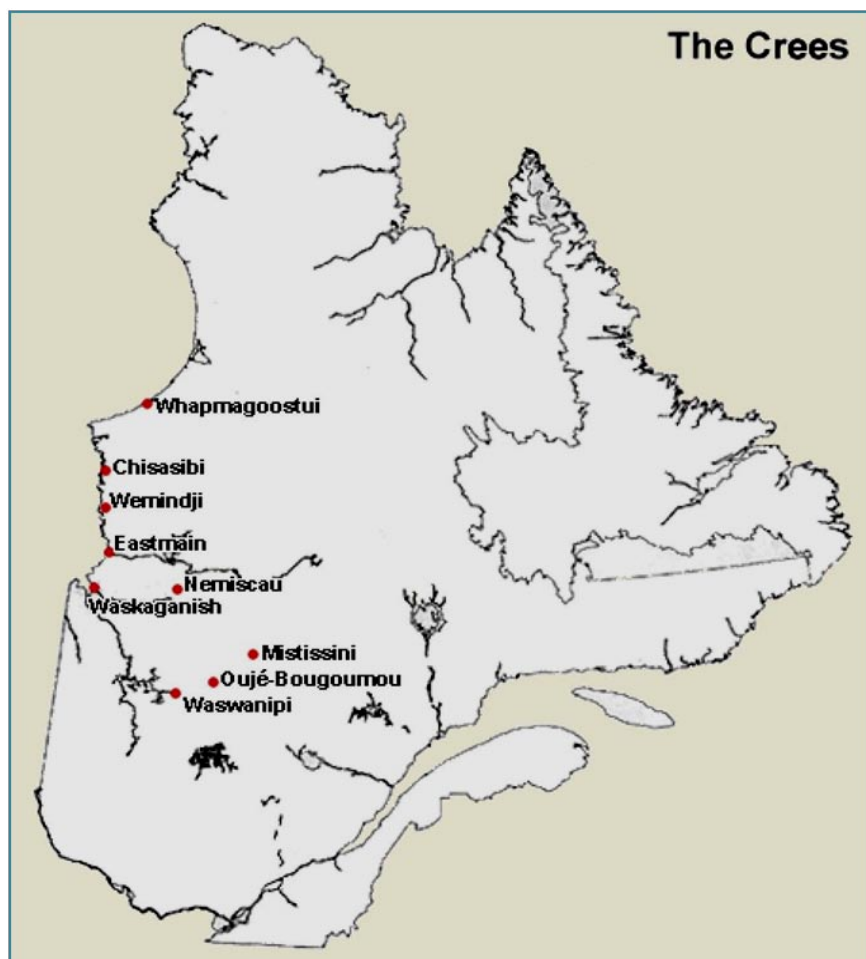 The Crees
Whapmagoostui
Chisasibi
Wemindji
Eastmain
Nemiscau
Waskaganish
Mistissini
Oujé-Bougoumou
Waswanipi